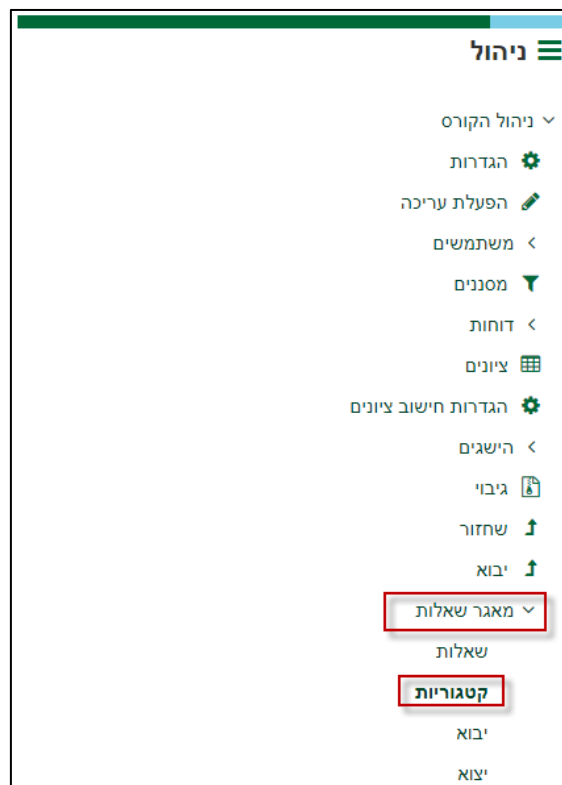 ניהול
ניהול הקורס
הגדרות
הפעלת עריכה
משתמשים
מסננים
דוחות
ציונים
הגדרות חישוב ציונים
הישגים
גיבוי
שחזור
יבוא
מאגר שאלות
שאלות
קטגוריות
יבוא
יצוא